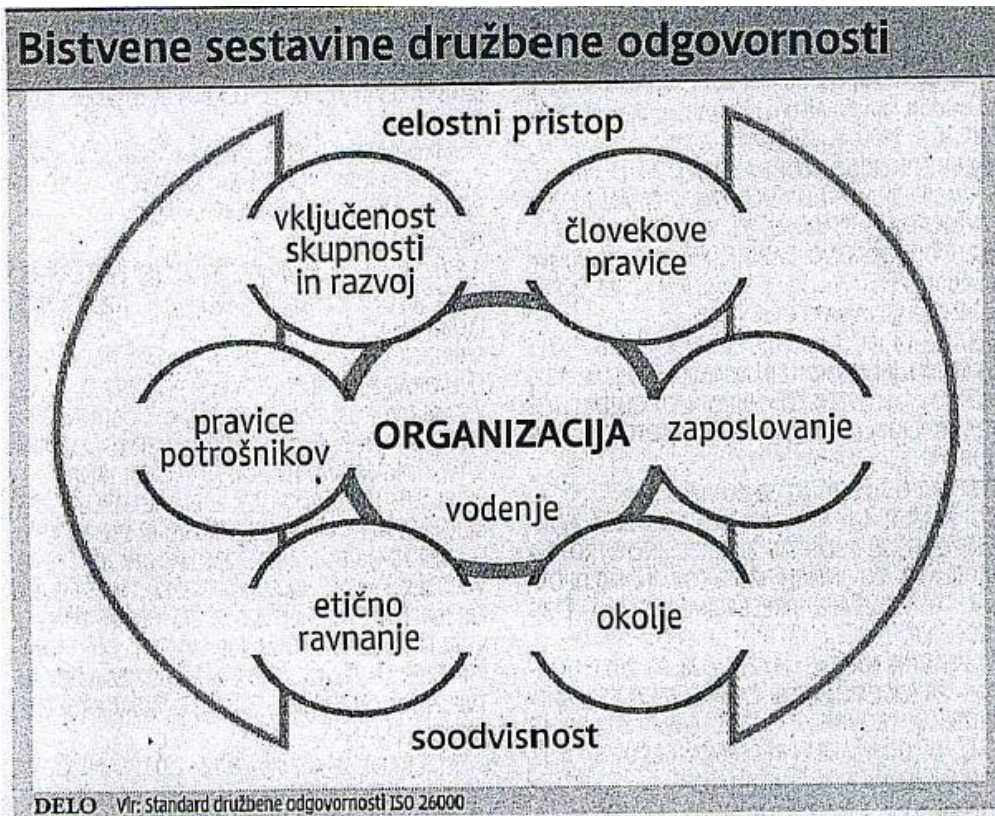 Bistvene sestavine družbene odgovornosti
celostni pristop
vključenost
skupnosti
in razvoj
človekove
pravice
pravice
potrošnikov
ORGANIZACIJA
vodenje
zaposlovanje
etično
ravnanje
okolje
soodvisnost
DELO Vir: Standard družbene odgovornosti ISO 26000